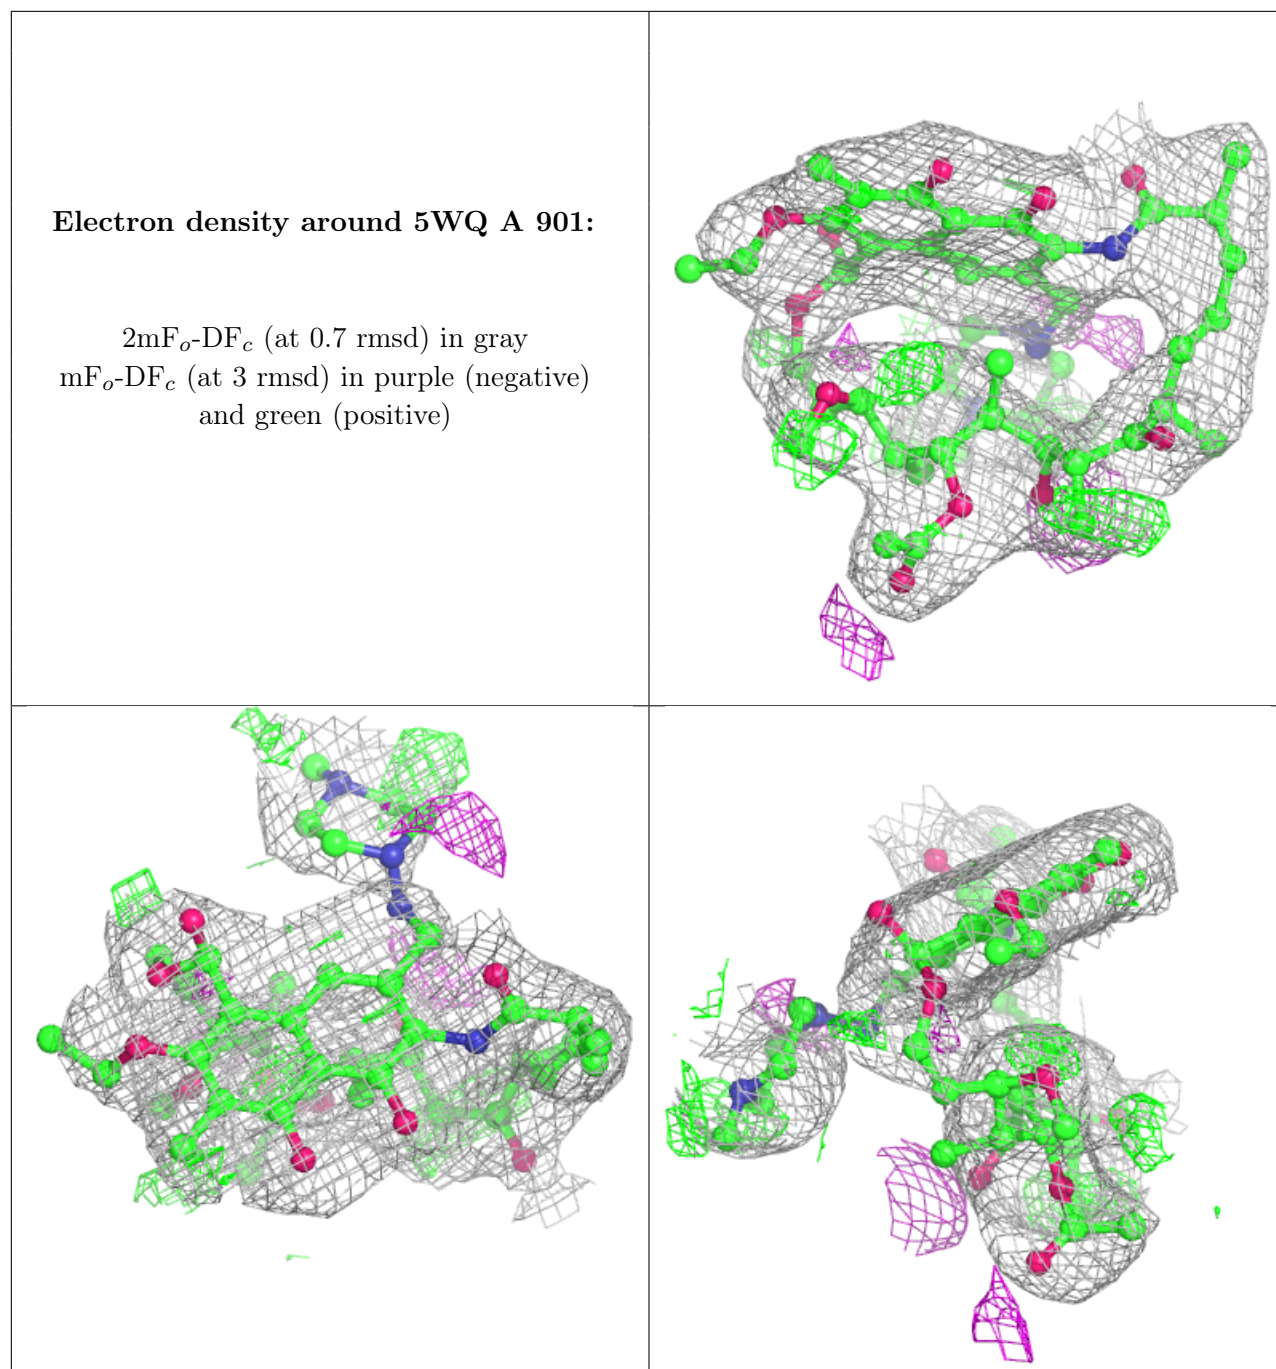 Electron density around 5WQ A 901:
2mFo-DFc (at 0.7 rmsd) in gray
mFo-DFc (at 3 rmsd) in purple (negative)
and green (positive)